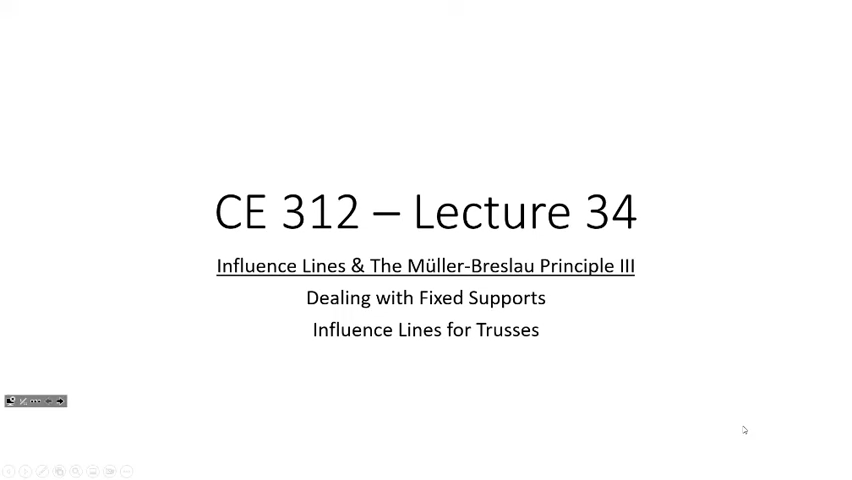 CE 312 – Lecture 34
Influence Lines & The Müller-Breslau Principle III
Dealing with Fixed Supports
Influence Lines for Trusses